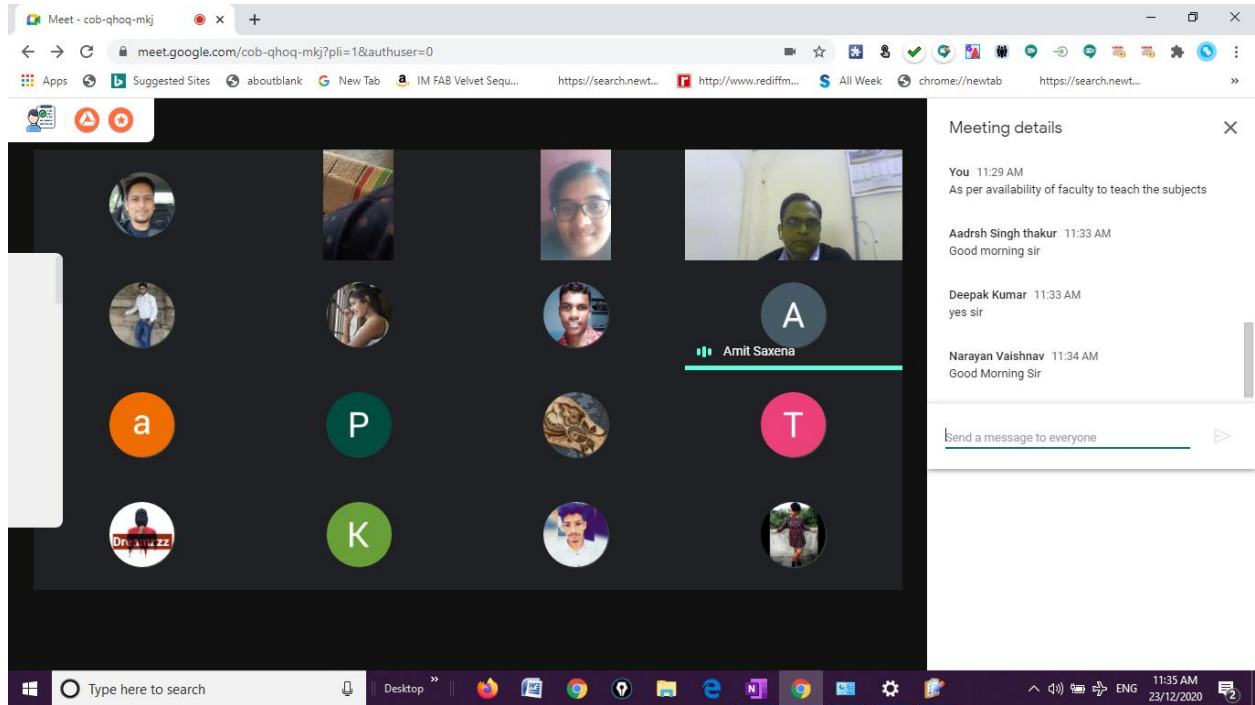 Meet - cob-qhoq-mkj
meet.google.com/cob-qhoq-mkj?pli=1&authuser=0
Apps Suggested Sites aboutblank New Tab IM FAB Velvet Sequ... https://search.newt... http://www.rediffm... All Week chrome://newtab https://search.newt... »
Meeting details
You 11:29 AM
As per availability of faculty to teach the subjects
Aadrsh Singh thakur 11:33 AM
Good morning sir
Deepak Kumar 11:33 AM
yes sir
Narayan Vaishnav 11:34 AM
Good Morning Sir
Send a message to everyone
A
Amit Saxena
a P T
Dreamzzz
K
Type here to search
Desktop »
ENG
11:35 AM
23/12/2020
2